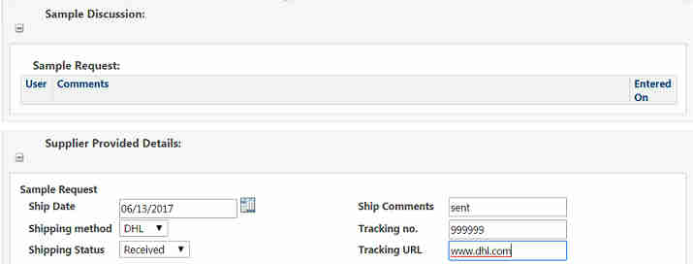 Sample Discussion:
Sample Request:
User Comments Entered
On
Supplier Provided Details:
Sample Request
Ship Date 06/13/2017 Ship Comments sent
Shipping method DHL Tracking no. 999999
Shipping Status Received Tracking URL www.dhl.com